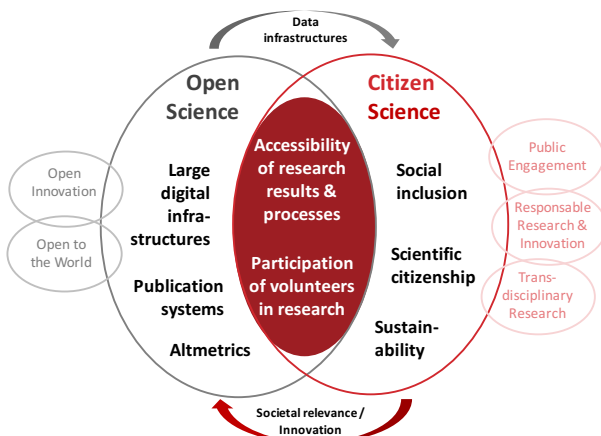 Data
infrastructures
Open
Science
Citizen
Science
Accessibility
of research
results &
processes
Participation
of volunteers
in research
Large
digital
infra-
structures
Publication
systems
Altmetrics
Social
inclusion
Scientific
citizenship
Sustain-
ability
Open
Innovation
Open to
the World
Public
Engagement
Responsable
Research &
Innovation
Trans-
disciplinary
Research
Societal relevance /
Innovation